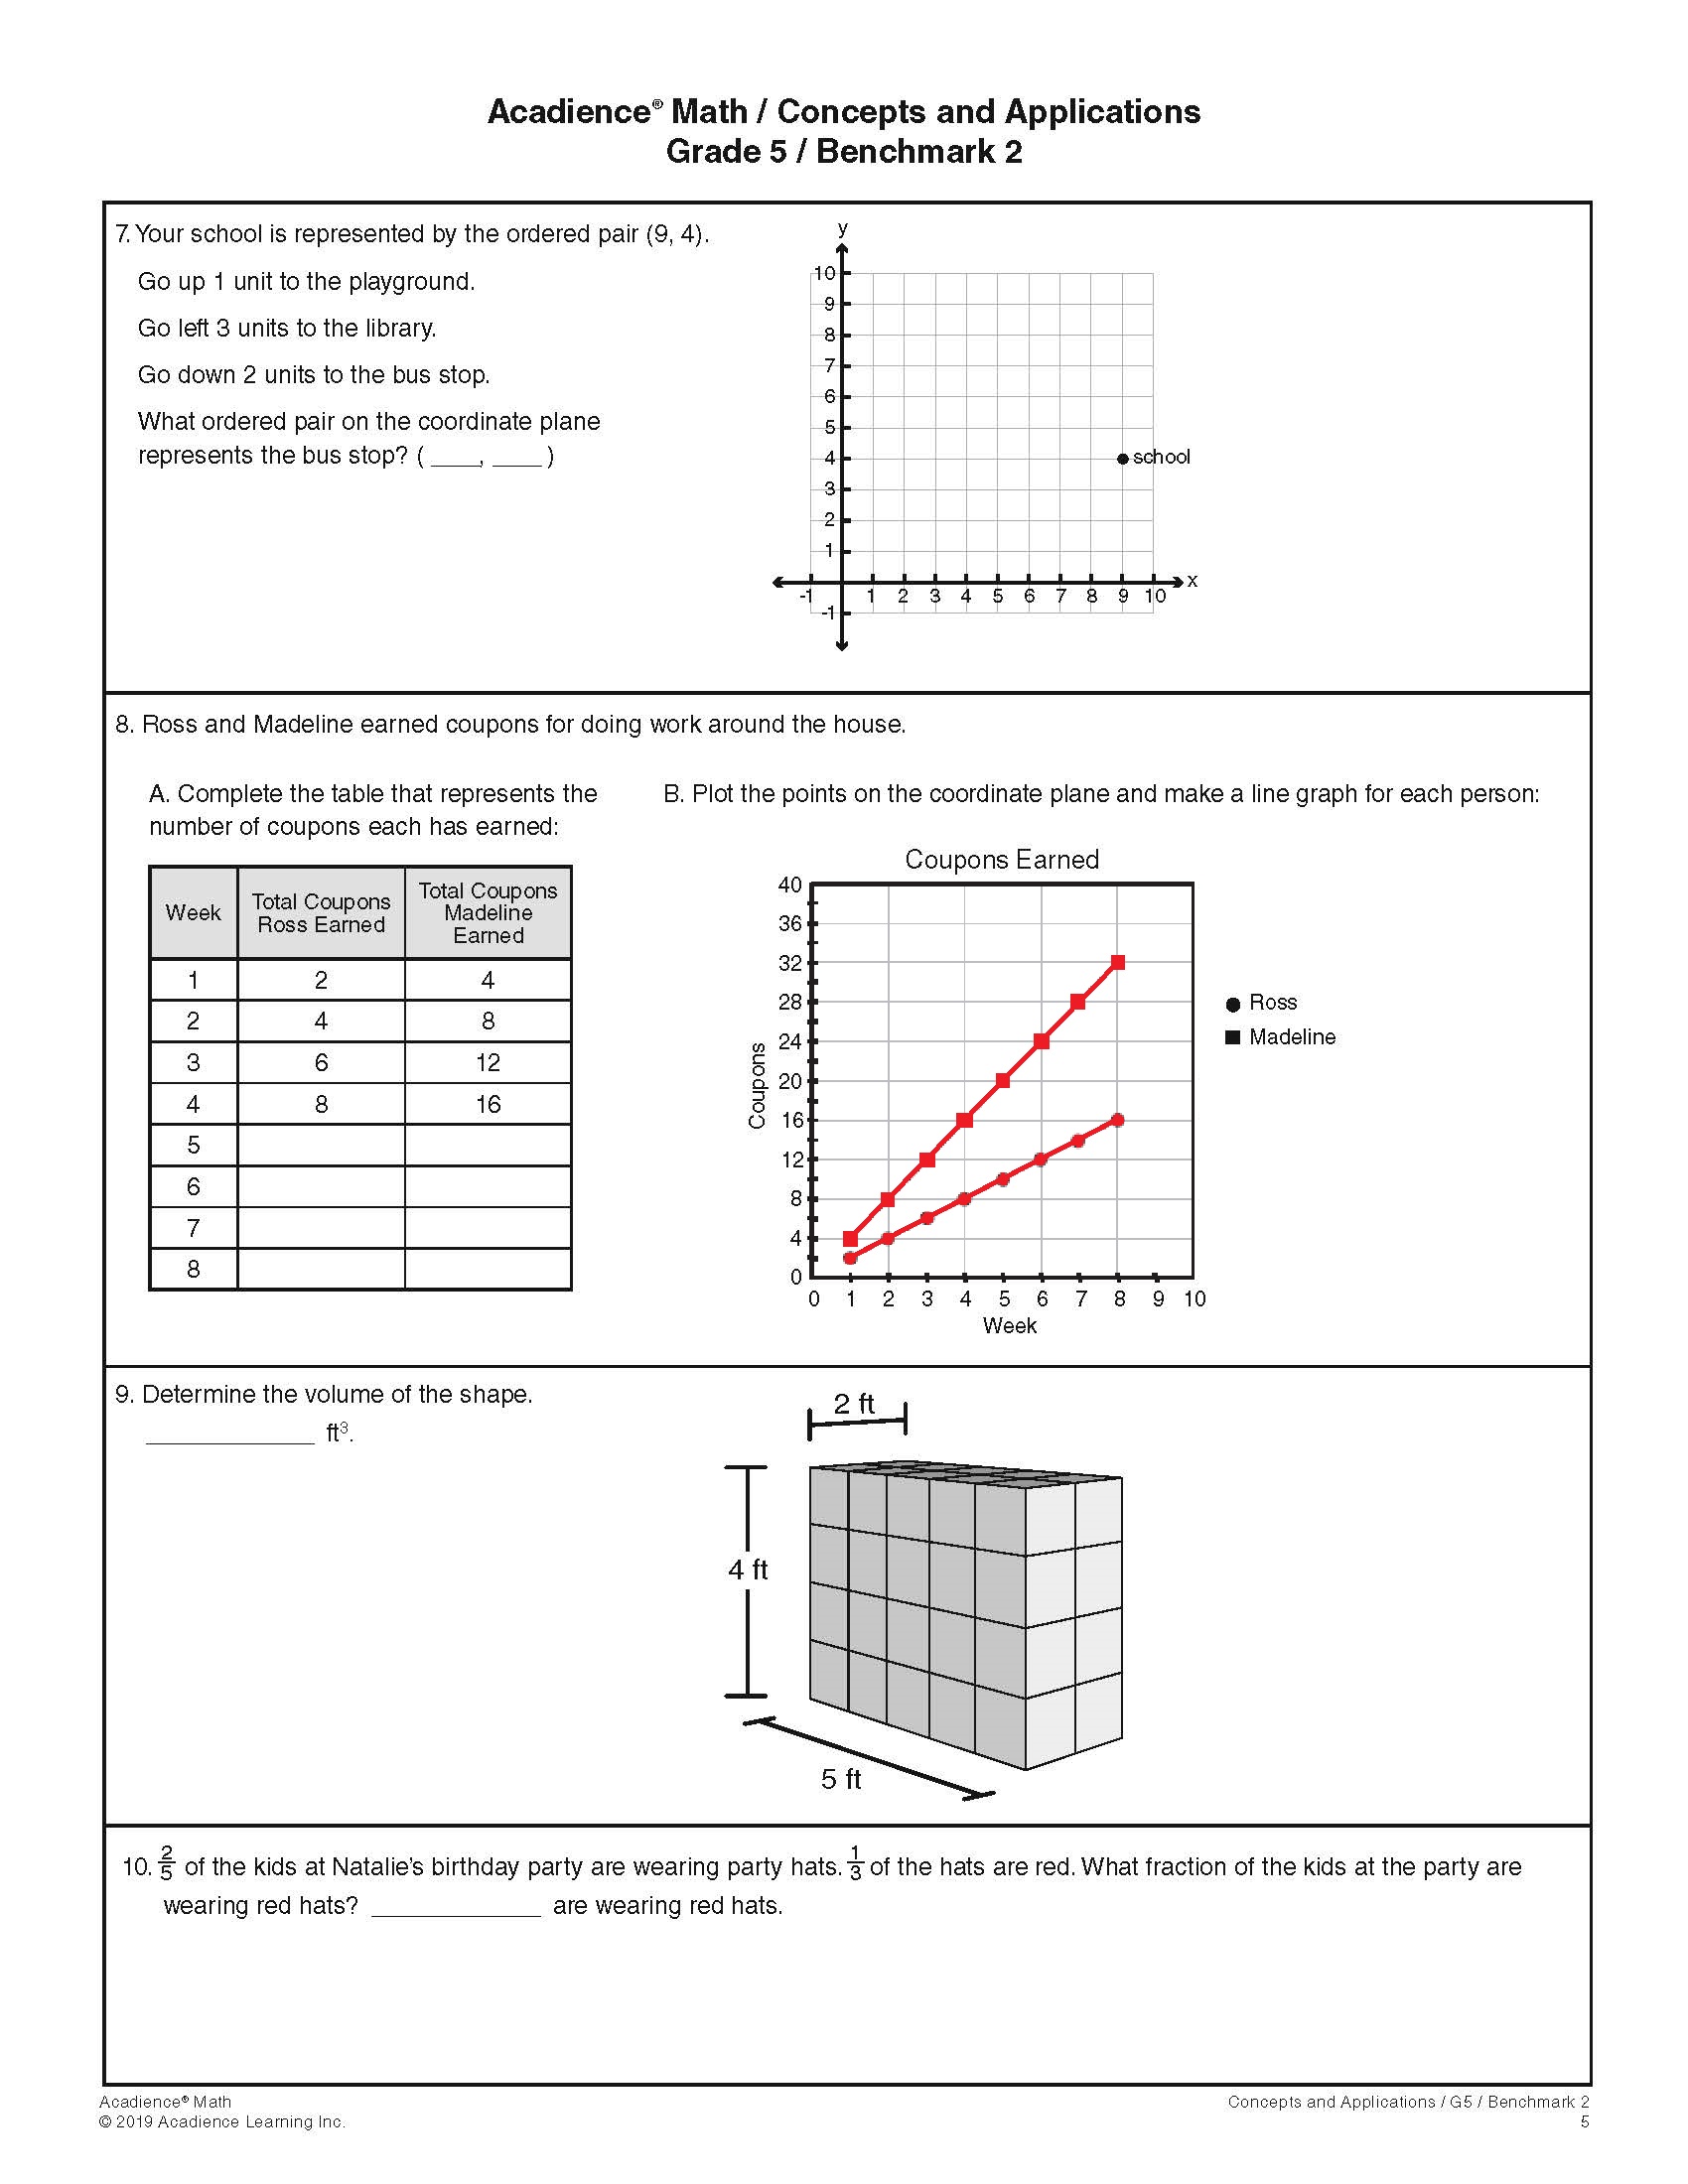 Acadience® Math / Concepts and Applications
Grade 5 / Benchmark 2
7. Your school is represented by the ordered pair (9, 4).
Go up 1 unit to the playground.
Go left 3 units to the library.
Go down 2 units to the bus stop.
What ordered pair on the coordinate plane
represents the bus stop? ( ____, ____ )
y
10
9
8
7
6
5
4
3
2
1
-1
school
x
-1 1 2 3 4 5 6 7 8 9 10
8. Ross and Madeline earned coupons for doing work around the house.
A. Complete the table that represents the
number of coupons each has earned:
Week
Total Coupons
Ross Earned
Total Coupons
Madeline
Earned
1 2 4
2 4 8
3 6 12
4 8 16
5
6
7
8
B. Plot the points on the coordinate plane and make a line graph for each person:
Coupons Earned
Coupons
40
36
32
28
24
20
16
12
8
4
0
0 1 2 3 4 5 6 7 8 9 10
Week
Ross
Madeline
9. Determine the volume of the shape.
____________ ft³.
2 ft
4 ft
5 ft
10. 2/5 of the kids at Natalie's birthday party are wearing party hats. 1/3 of the hats are red. What fraction of the kids at the party are
wearing red hats? ____________ are wearing red hats.
Acadience® Math
© 2019 Acadience Learning Inc.
Concepts and Applications / G5 / Benchmark 2
5